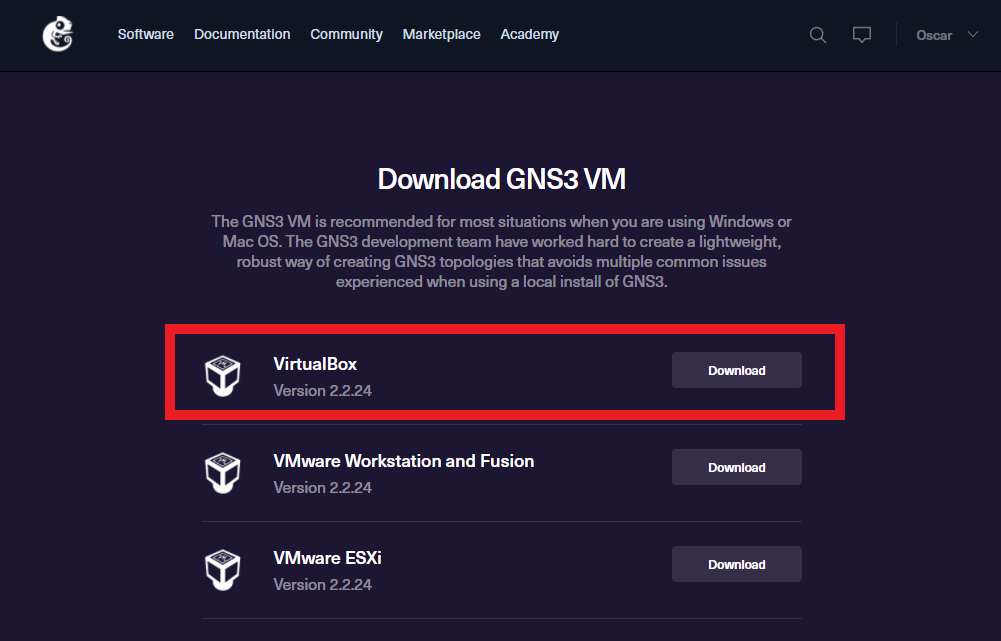 Software Documentation Community Marketplace Academy Oscar
Download GNS3 VM
The GNS3 VM is recommended for most situations when you are using Windows or
Mac OS. The GNS3 development team have worked hard to create a lightweight,
robust way of creating GNS3 topologies that avoids multiple common issues
experienced when using a local install of GNS3.
VirtualBox
Version 2.2.24
Download
VMware Workstation and Fusion
Version 2.2.24
Download
VMware ESXi
Version 2.2.24
Download